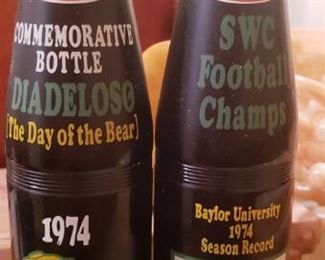 COMMEMORATIVE
BOTTLE
DIADELOSO
[The Day of the Bear]
1974
SWC
Football
Champs
Baylor University
1974
Season Record